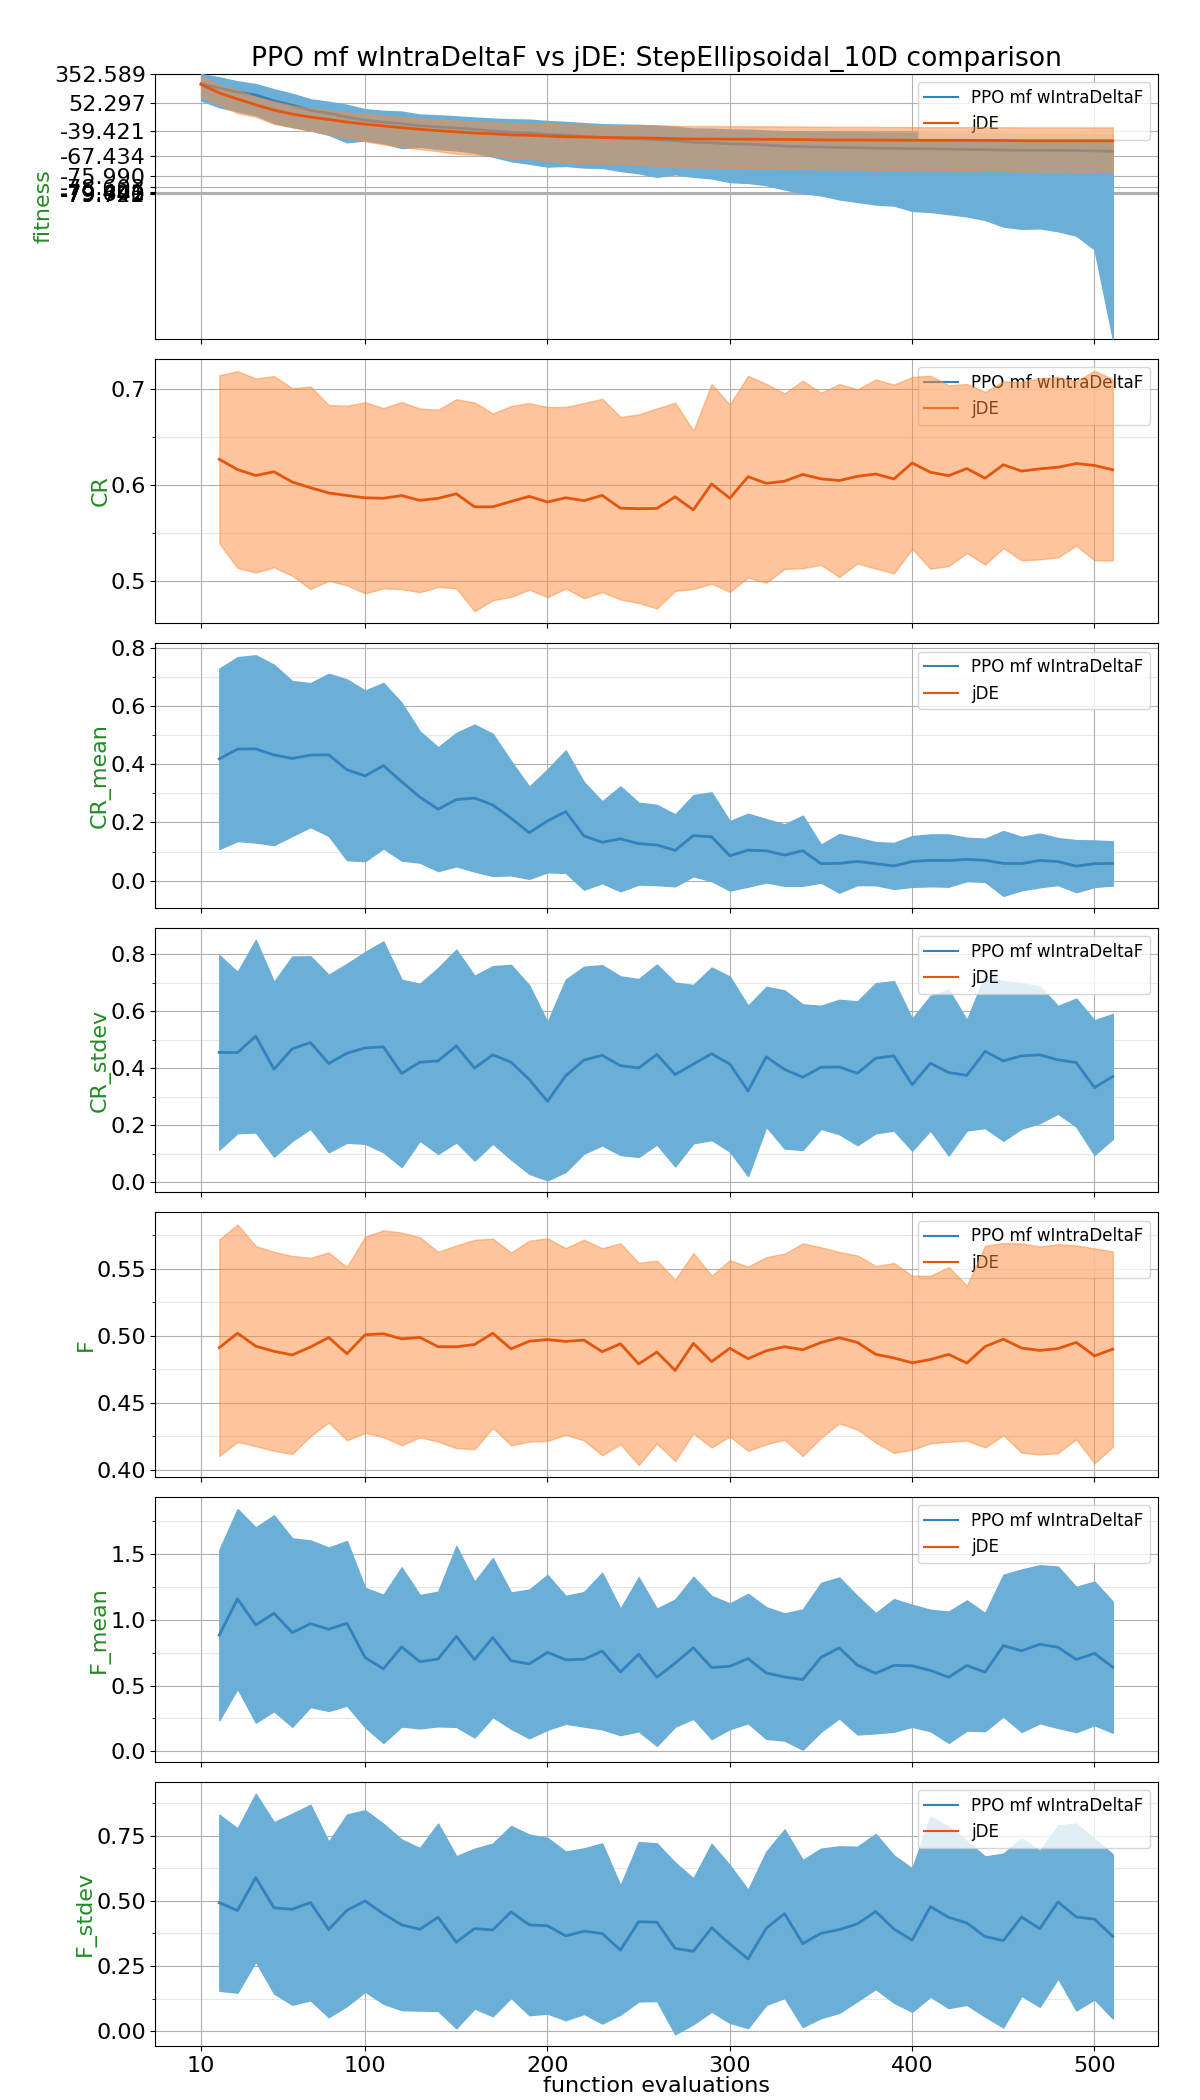 PPO mf wIntraDeltaF vs jDE: StepEllipsoidal_10D comparison
352.589
52.297
-39.421
-67.434
-75.990
fitness
PPO mf wIntraDeltaF
jDE
0.7
0.6
0.5
CR
PPO mf wIntraDeltaF
jDE
0.8
0.6
0.4
0.2
0.0
CR_mean
PPO mf wIntraDeltaF
jDE
0.8
0.6
0.4
0.2
0.0
CR_stdev
PPO mf wIntraDeltaF
jDE
0.55
0.50
0.45
0.40
F
PPO mf wIntraDeltaF
jDE
1.5
1.0
0.5
0.0
F_mean
PPO mf wIntraDeltaF
jDE
0.75
0.50
0.25
0.00
F_stdev
PPO mf wIntraDeltaF
jDE
10 100 200 300 400 500
function evaluations